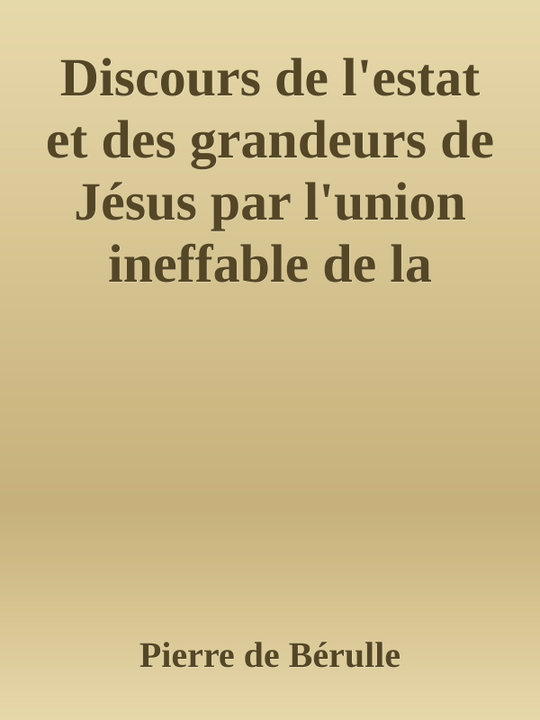 Discours de l'estat
et des grandeurs de
Jésus par l'union
ineffable de la
Pierre de Bérulle